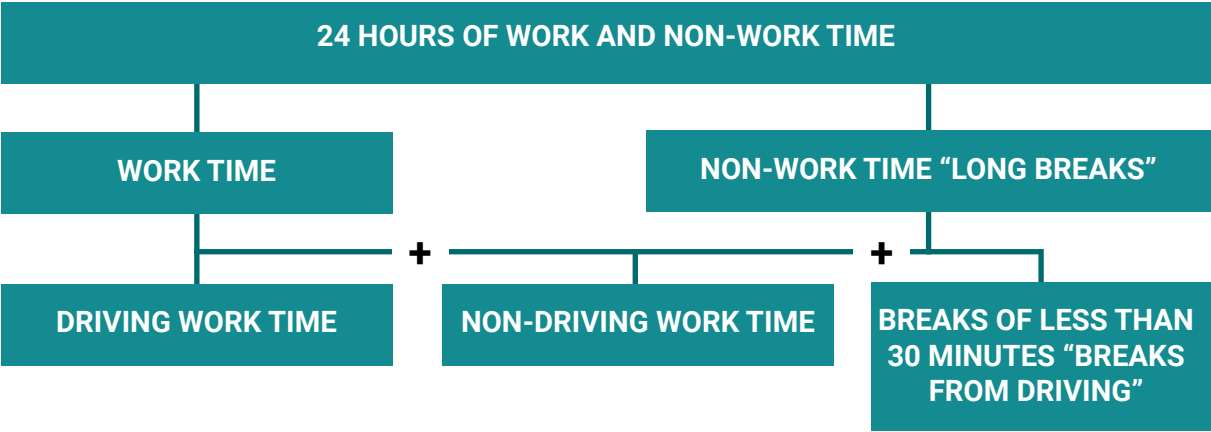 24 HOURS OF WORK AND NON-WORK TIME
WORK TIME
NON-WORK TIME “LONG BREAKS”
+
+
DRIVING WORK TIME
NON-DRIVING WORK TIME
BREAKS OF LESS THAN
30 MINUTES “BREAKS
FROM DRIVING”